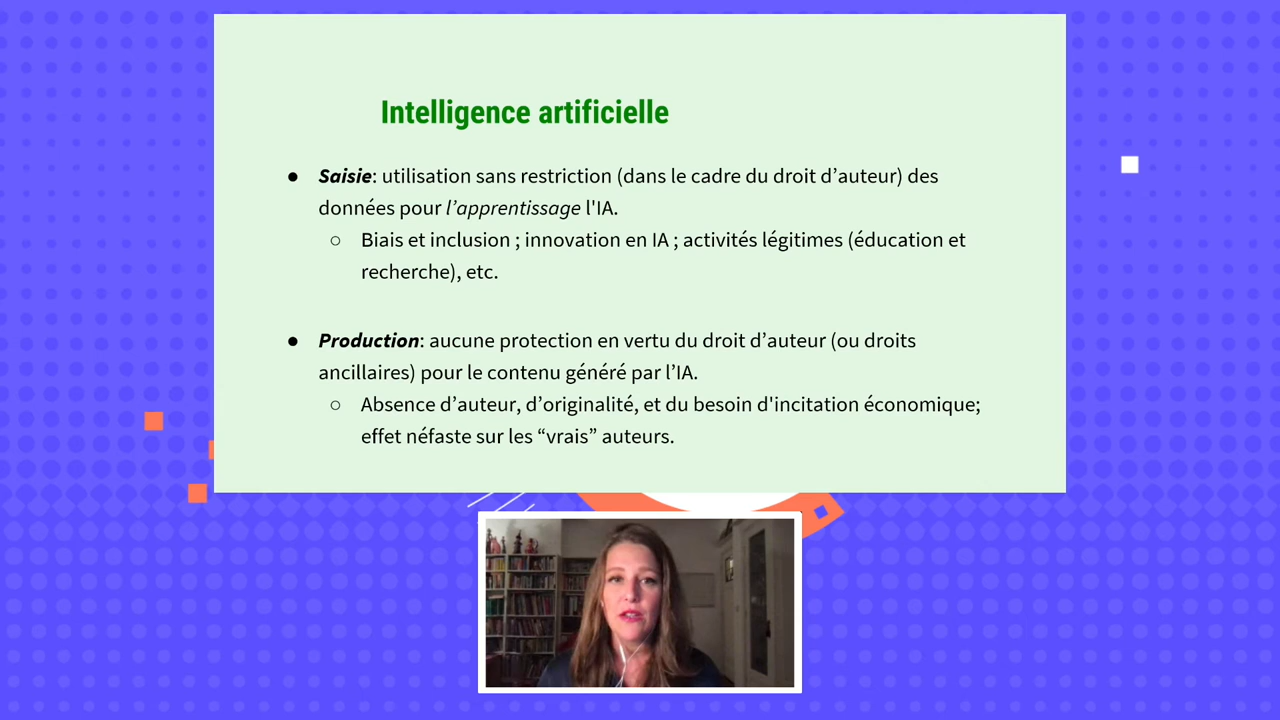 Intelligence artificielle
● Saisie: utilisation sans restriction (dans le cadre du droit d’auteur) des
données pour l’apprentissage l'IA.
○ Biais et inclusion ; innovation en IA ; activités légitimes (éducation et
recherche), etc.
● Production: aucune protection en vertu du droit d’auteur (ou droits
ancillaires) pour le contenu généré par l’IA.
○ Absence d’auteur, d’originalité, et du besoin d'incitation économique;
effet néfaste sur les “vrais” auteurs.